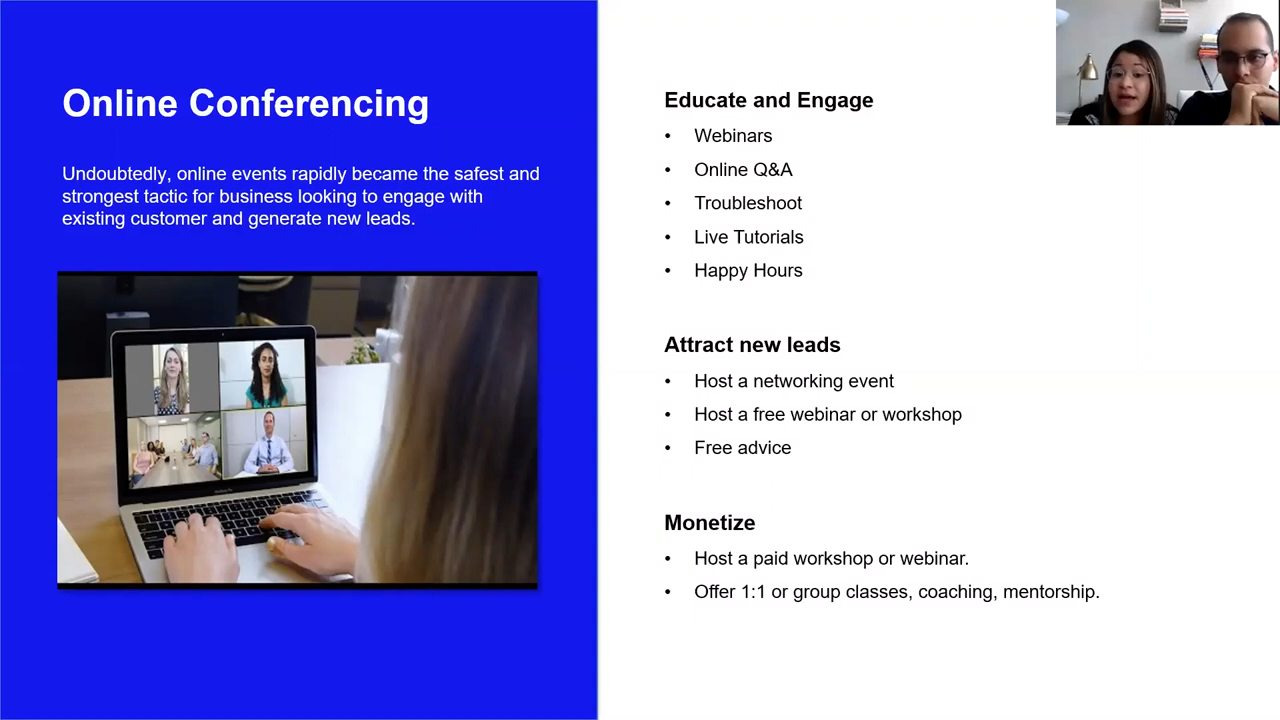 Online Conferencing
Undoubtedly, online events rapidly became the safest and
strongest tactic for business looking to engage with
existing customer and generate new leads.
Educate and Engage
• Webinars
• Online Q&A
• Troubleshoot
• Live Tutorials
• Happy Hours
Attract new leads
• Host a networking event
• Host a free webinar or workshop
• Free advice
Monetize
• Host a paid workshop or webinar.
• Offer 1:1 or group classes, coaching, mentorship.